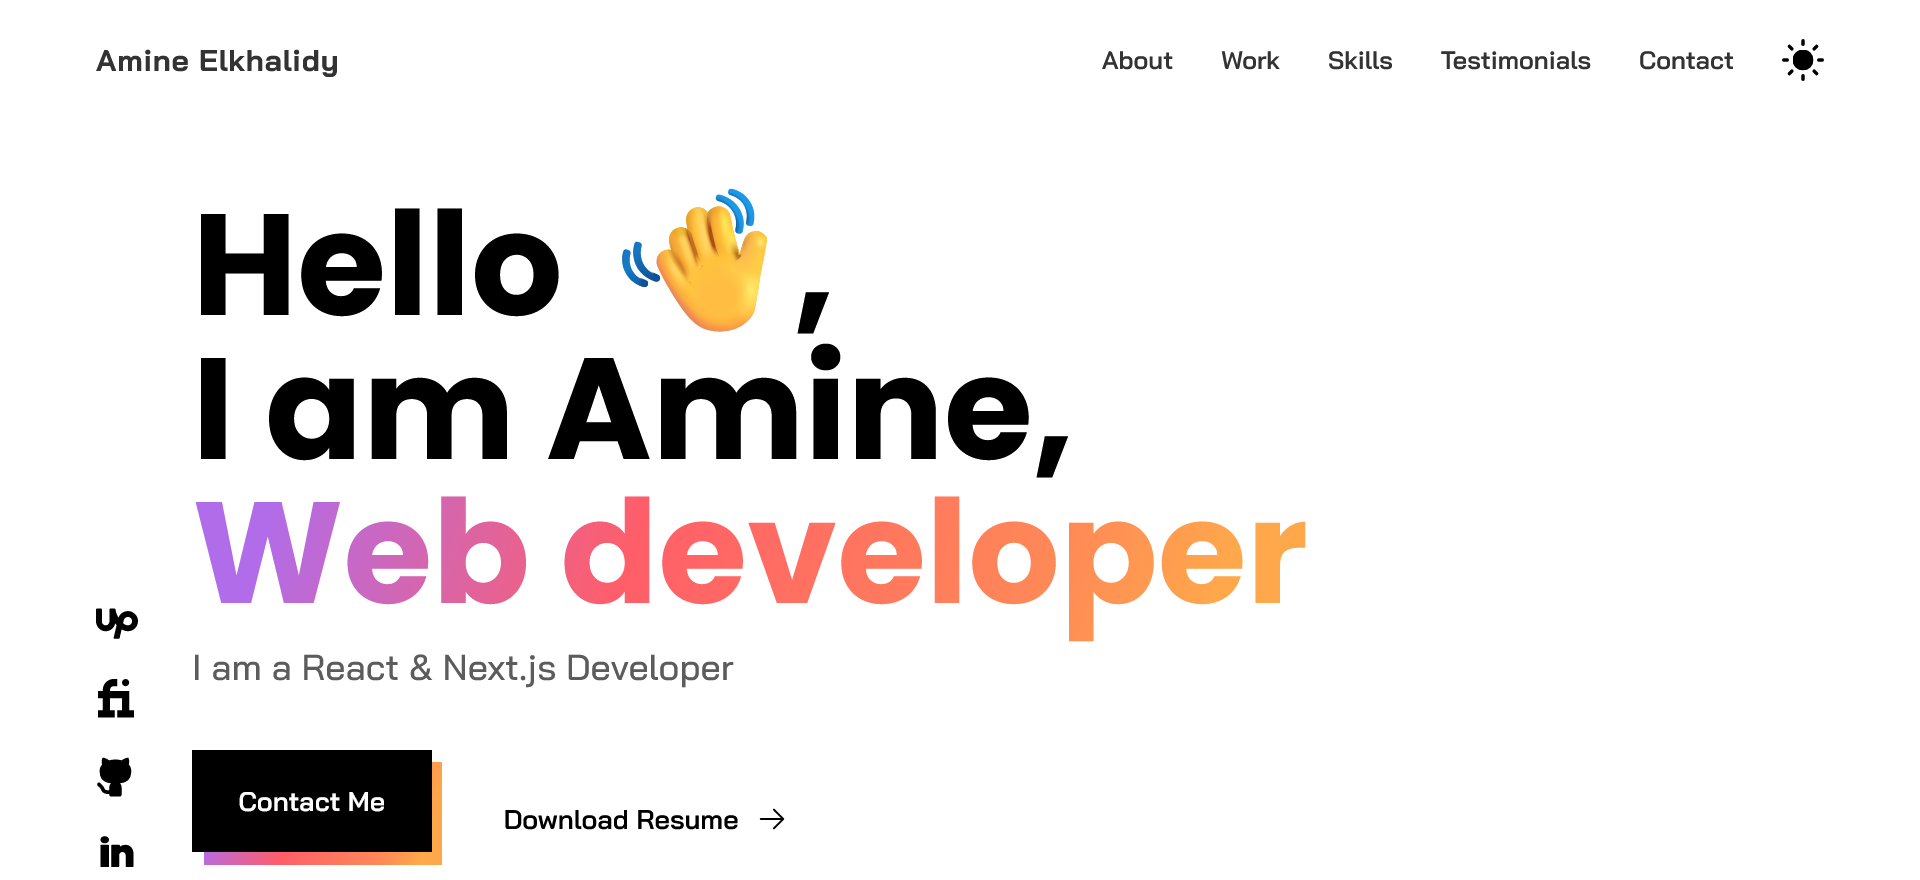 Amine Elkhalidy
About Work Skills Testimonials Contact
Hello 👋,
I am Amine,
Web developer
I am a React & Next.js Developer
up
fi
in
Contact Me
Download Resume →